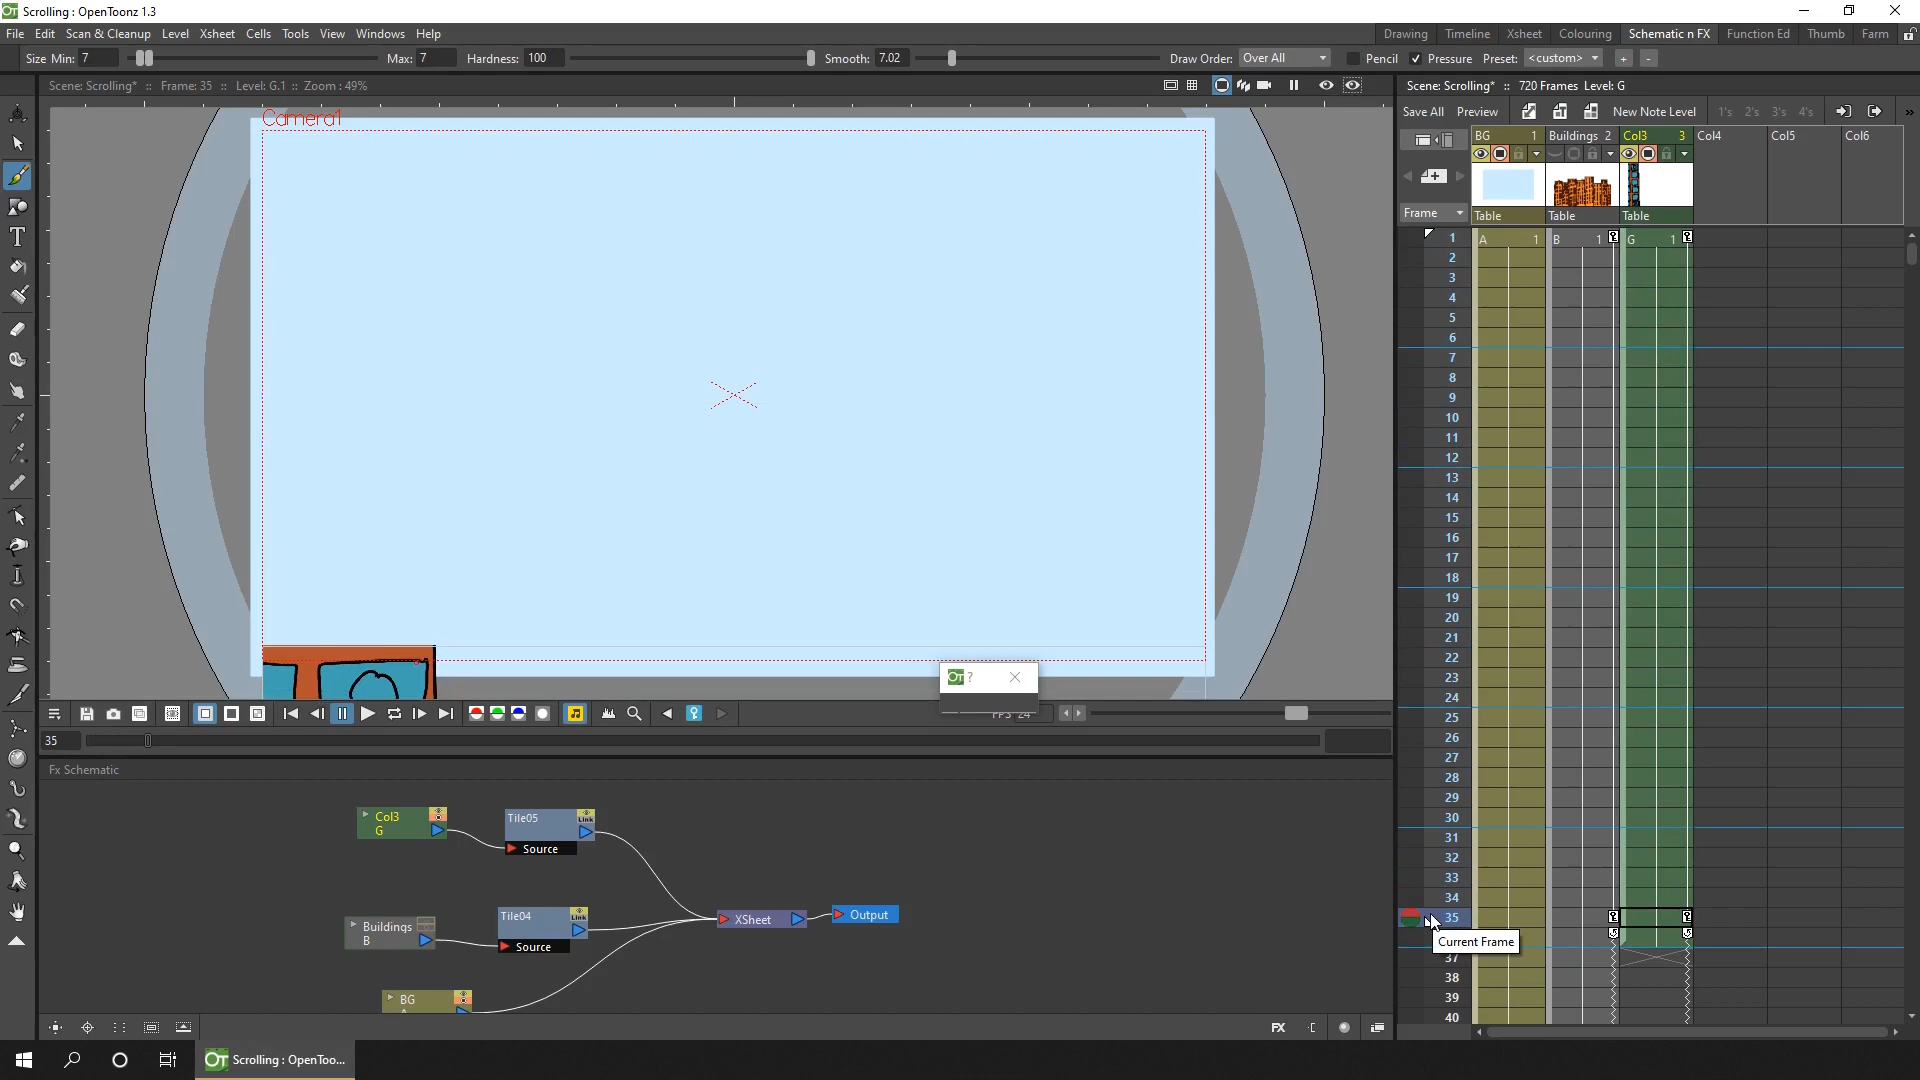 Scrolling : OpenToonz 1.3
File Edit Scan & Cleanup Level Xsheet Cells Tools View Windows Help
Drawing Timeline Xsheet Colouring Schematic n FX Function Ed Thumb Farm
Size Min: 7 Max: 7 Hardness: 100 Smooth: 7.02 Draw Order: Over All Pencil Pressure Preset: <custom> + -
Scene: Scrolling* :: Frame: 35 :: Level: G.1 :: Zoom : 49%
Scene: Scrolling* :: 720 Frames Level: G
Save All Preview New Note Level 1's 2's 3's 4's »
Camera1
BG 1 Buildings 2 Col3 3 Col4 Col5 Col6
Frame Table Table Table
1 A 1 B 1 G 1
2
3
4
5
6
7
8
9
10
11
12
13
14
15
16
17
18
19
20
21
22
23
24
25
26
27
28
29
30
31
32
33
34
35
Current Frame
37
38
39
40
OT ?
FPS 24
35
Fx Schematic
Col3
G
Tile05
Link
Source
Buildings
B
Tile04
Link
Source
XSheet
Output
BG
FX
OT Scrolling : OpenToo...